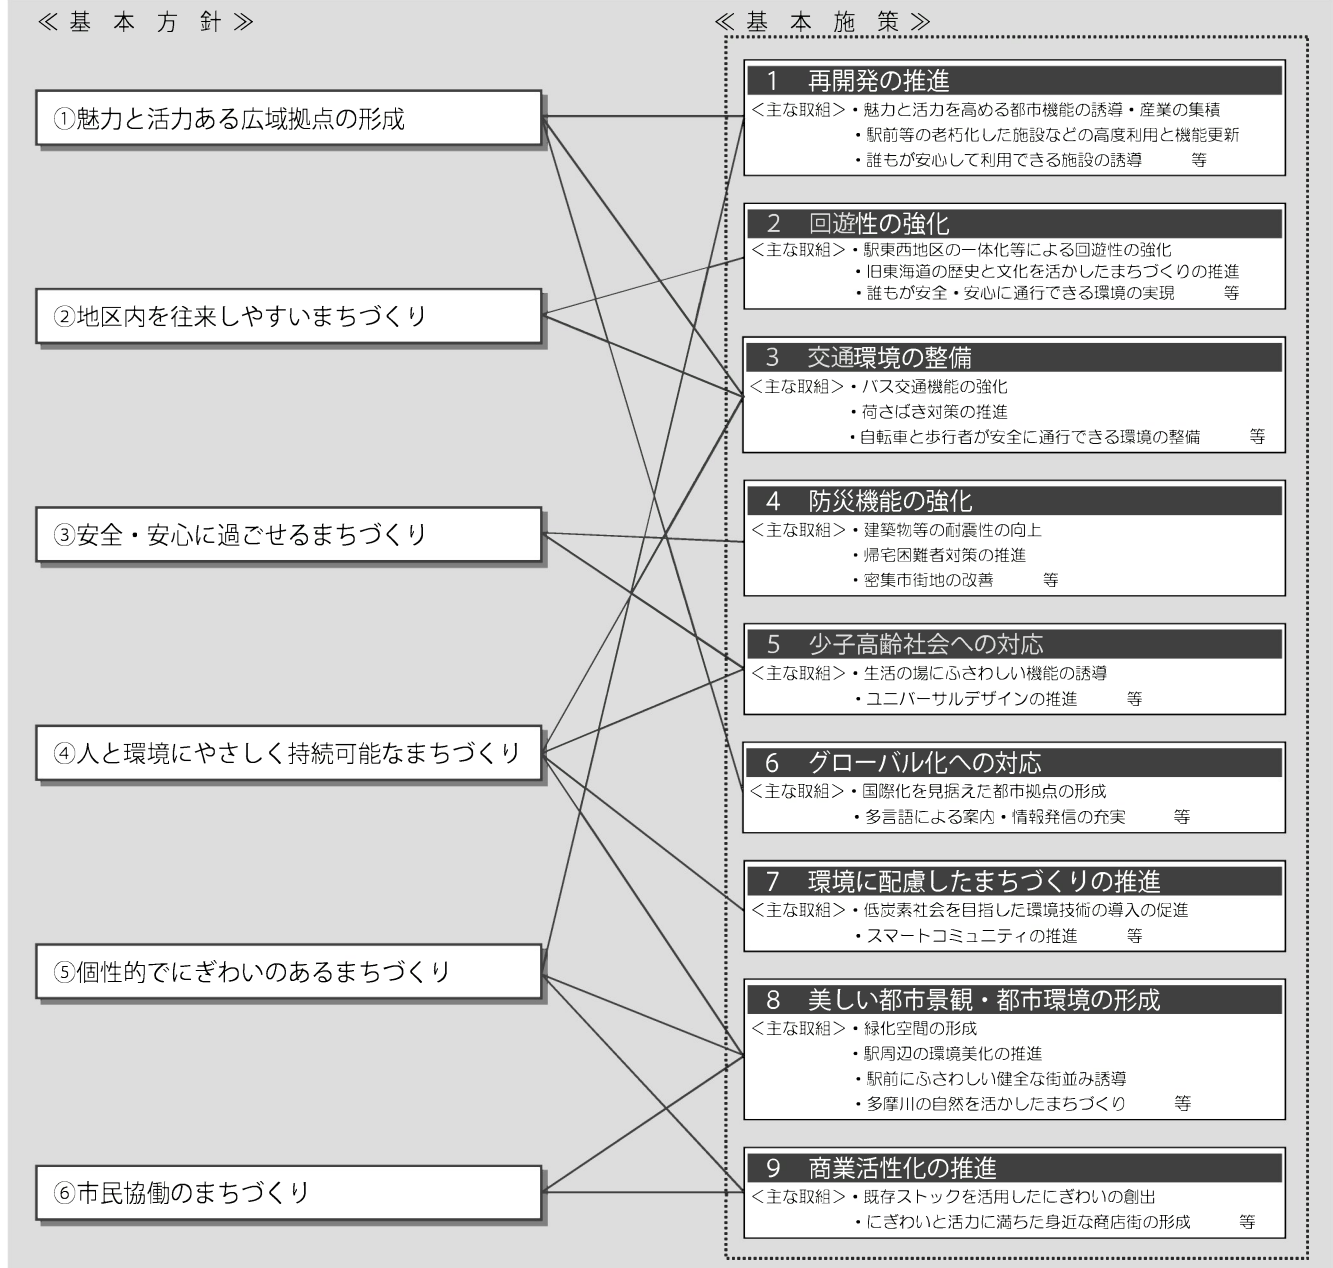 ≪基本方針≫
①魅力と活力ある広域拠点の形成
②地区内を往来しやすいまちづくり
③安全・安心に過ごせるまちづくり
④人と環境にやさしく持続可能なまちづくり
⑤個性的でにぎわいのあるまちづくり
⑥市民協働のまちづくり
≪基本施策≫
1 再開発の推進
＜主な取組＞・魅力と活力を高める都市機能の誘導・産業の集積
・駅前等の老朽化した施設などの高度利用と機能更新
・誰もが安心して利用できる施設の誘導 等
2 回遊性の強化
＜主な取組＞・駅東西地区の一体化等による回遊性の強化
・旧東海道の歴史と文化を活かしたまちづくりの推進
・誰もが安全・安心に通行できる環境の実現 等
3 交通環境の整備
＜主な取組＞・バス交通機能の強化
・荷さばき対策の推進
・自転車と歩行者が安全に通行できる環境の整備 等
4 防災機能の強化
＜主な取組＞・建築物等の耐震性の向上
・帰宅困難者対策の推進
・密集市街地の改善 等
5 少子高齢社会への対応
＜主な取組＞・生活の場にふさわしい機能の誘導
・ユニバーサルデザインの推進 等
6 グローバル化への対応
＜主な取組＞・国際化を見据えた都市拠点の形成
・多言語による案内・情報発信の充実 等
7 環境に配慮したまちづくりの推進
＜主な取組＞・低炭素社会を目指した環境技術の導入の促進
・スマートコミュニティの推進 等
8 美しい都市景観・都市環境の形成
＜主な取組＞・緑化空間の形成
・駅周辺の環境美化の推進
・駅前にふさわしい健全な街並み誘導
・多摩川の自然を活かしたまちづくり 等
9 商業活性化の推進
＜主な取組＞・既存ストックを活用したにぎわいの創出
・にぎわいと活力に満ちた身近な商店街の形成 等